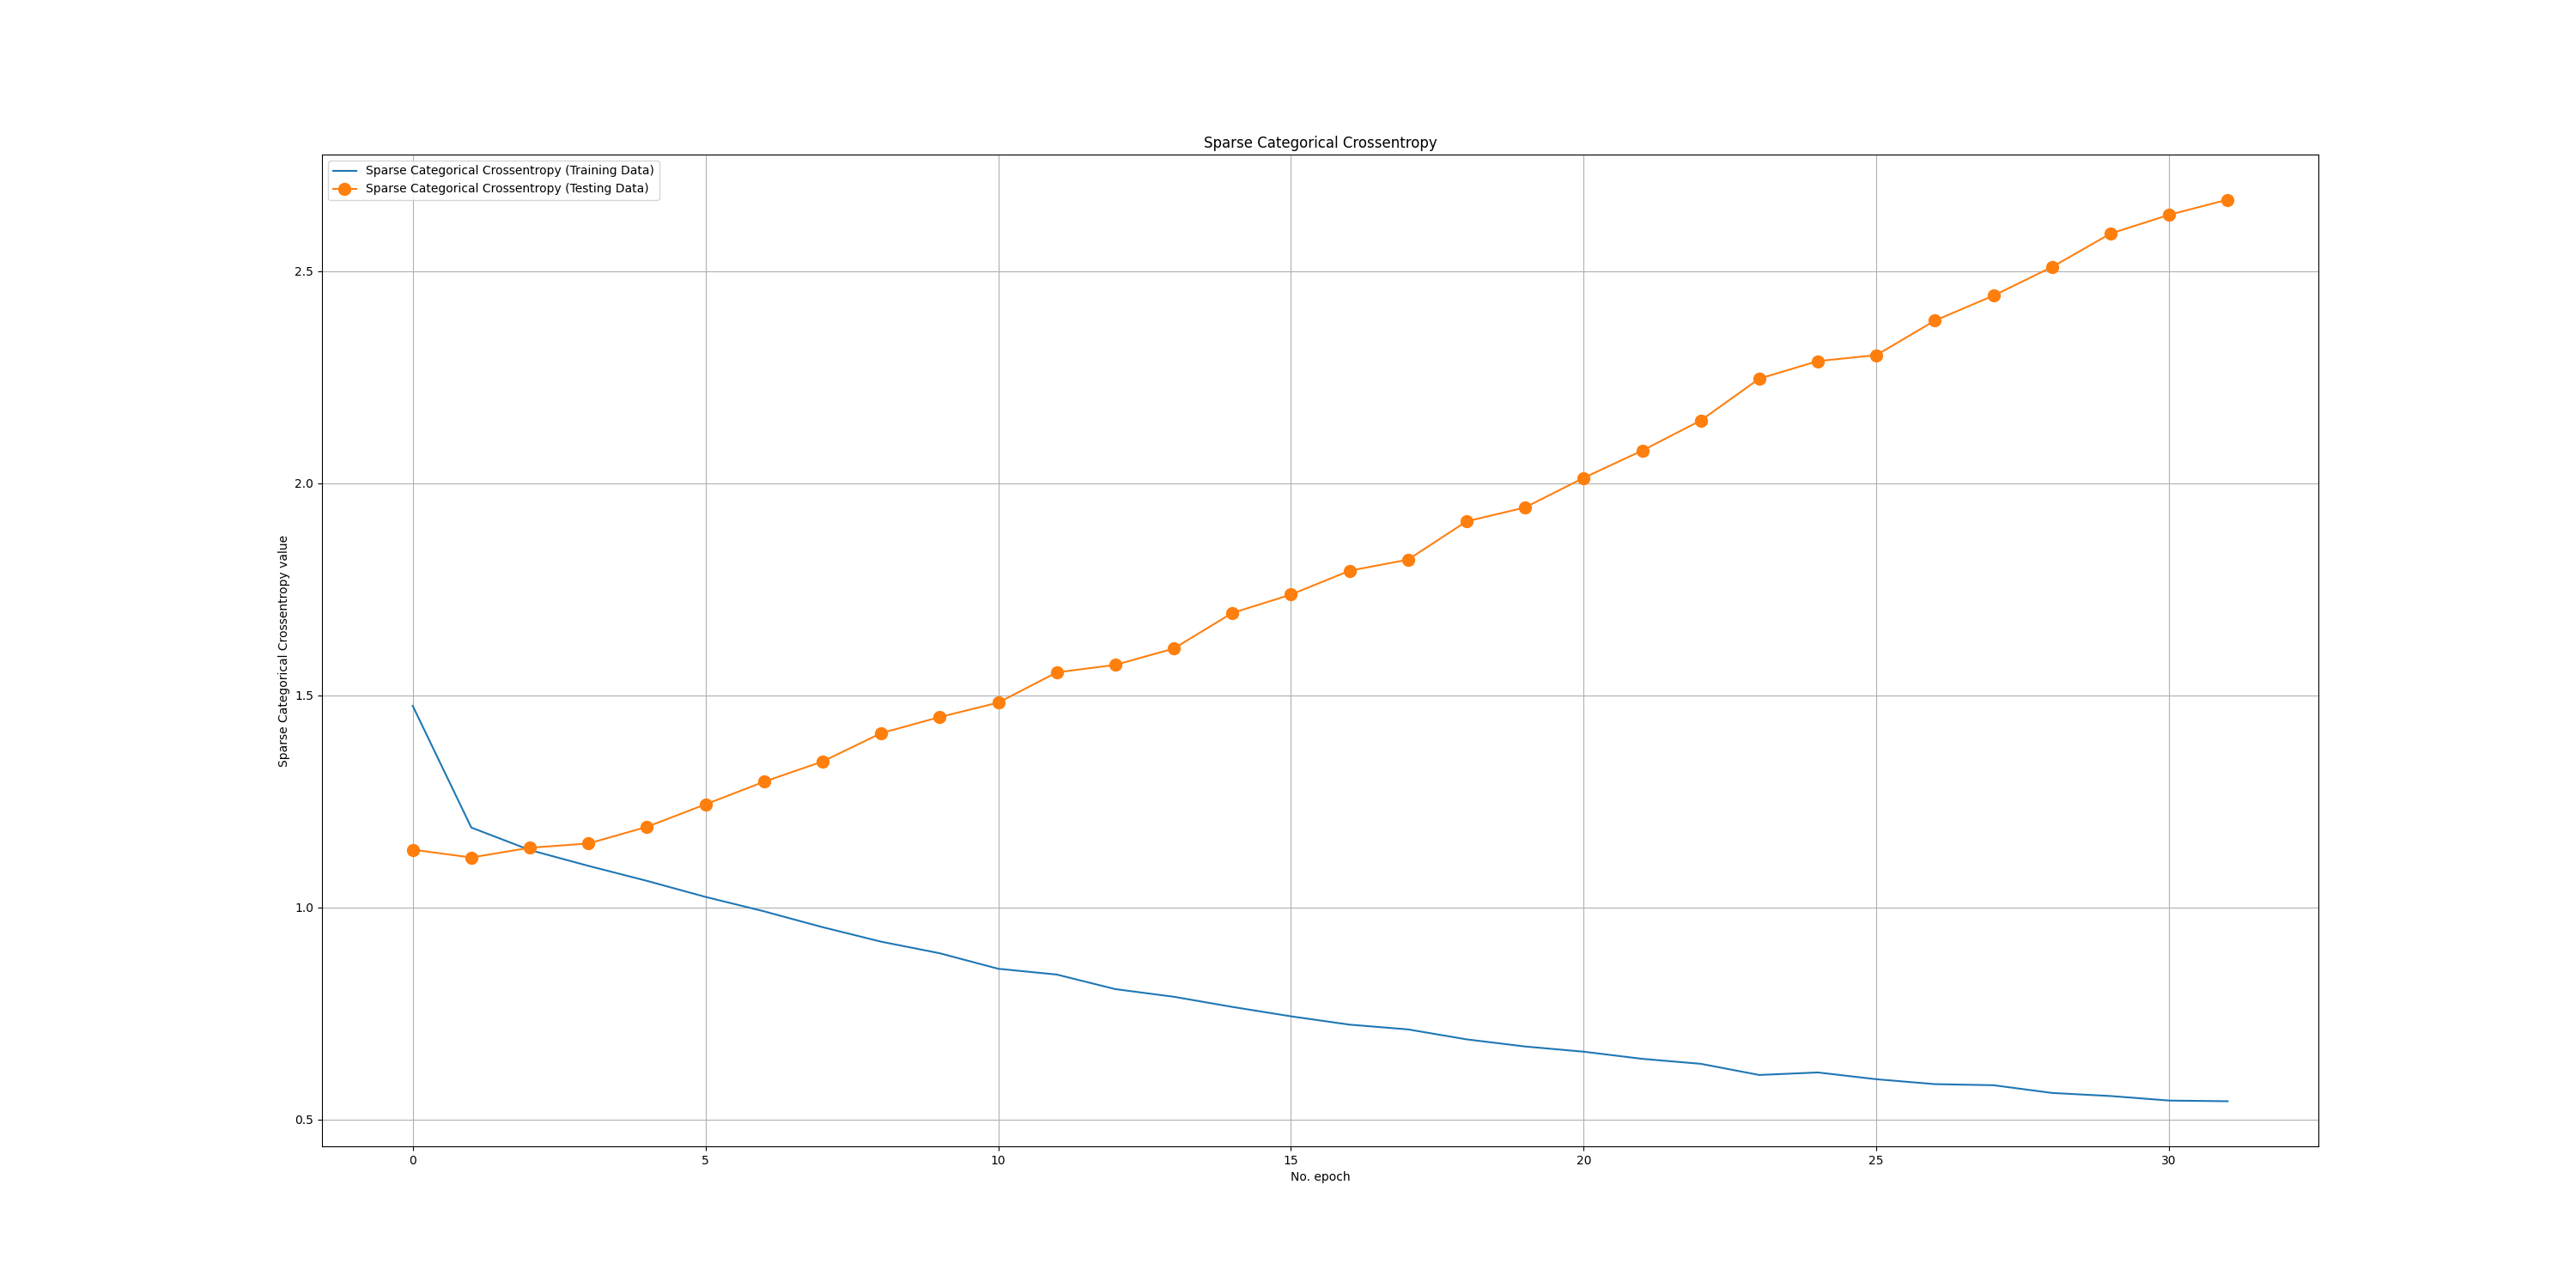 Sparse Categorical Crossentropy
Sparse Categorical Crossentropy (Training Data)
Sparse Categorical Crossentropy (Testing Data)
2.5
2.0
1.5
1.0
0.5
Sparse Categorical Crossentropy value
0 5 10 15 20 25 30
No. epoch